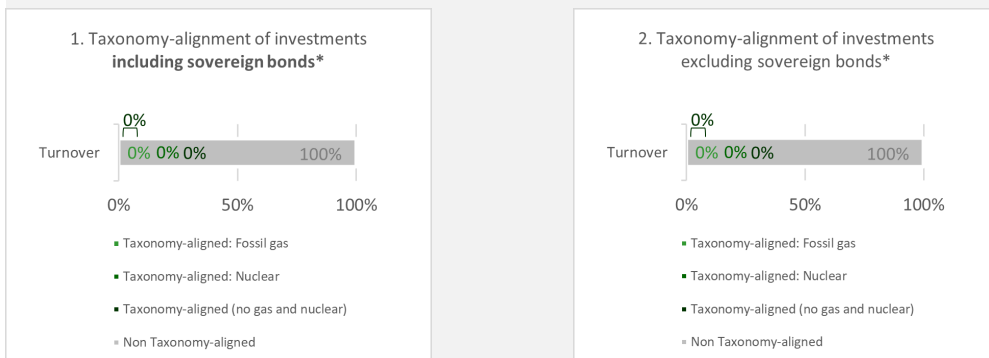 1. Taxonomy-alignment of investments
including sovereign bonds*
0%
Turnover
0% 0% 0% 100%
0% 50% 100%
Taxonomy-aligned: Fossil gas
Taxonomy-aligned: Nuclear
Taxonomy-aligned (no gas and nuclear)
Non Taxonomy-aligned
2. Taxonomy-alignment of investments
excluding sovereign bonds*
0%
Turnover
0% 0% 0% 100%
0% 50% 100%
Taxonomy-aligned: Fossil gas
Taxonomy-aligned: Nuclear
Taxonomy-aligned (no gas and nuclear)
Non Taxonomy-aligned